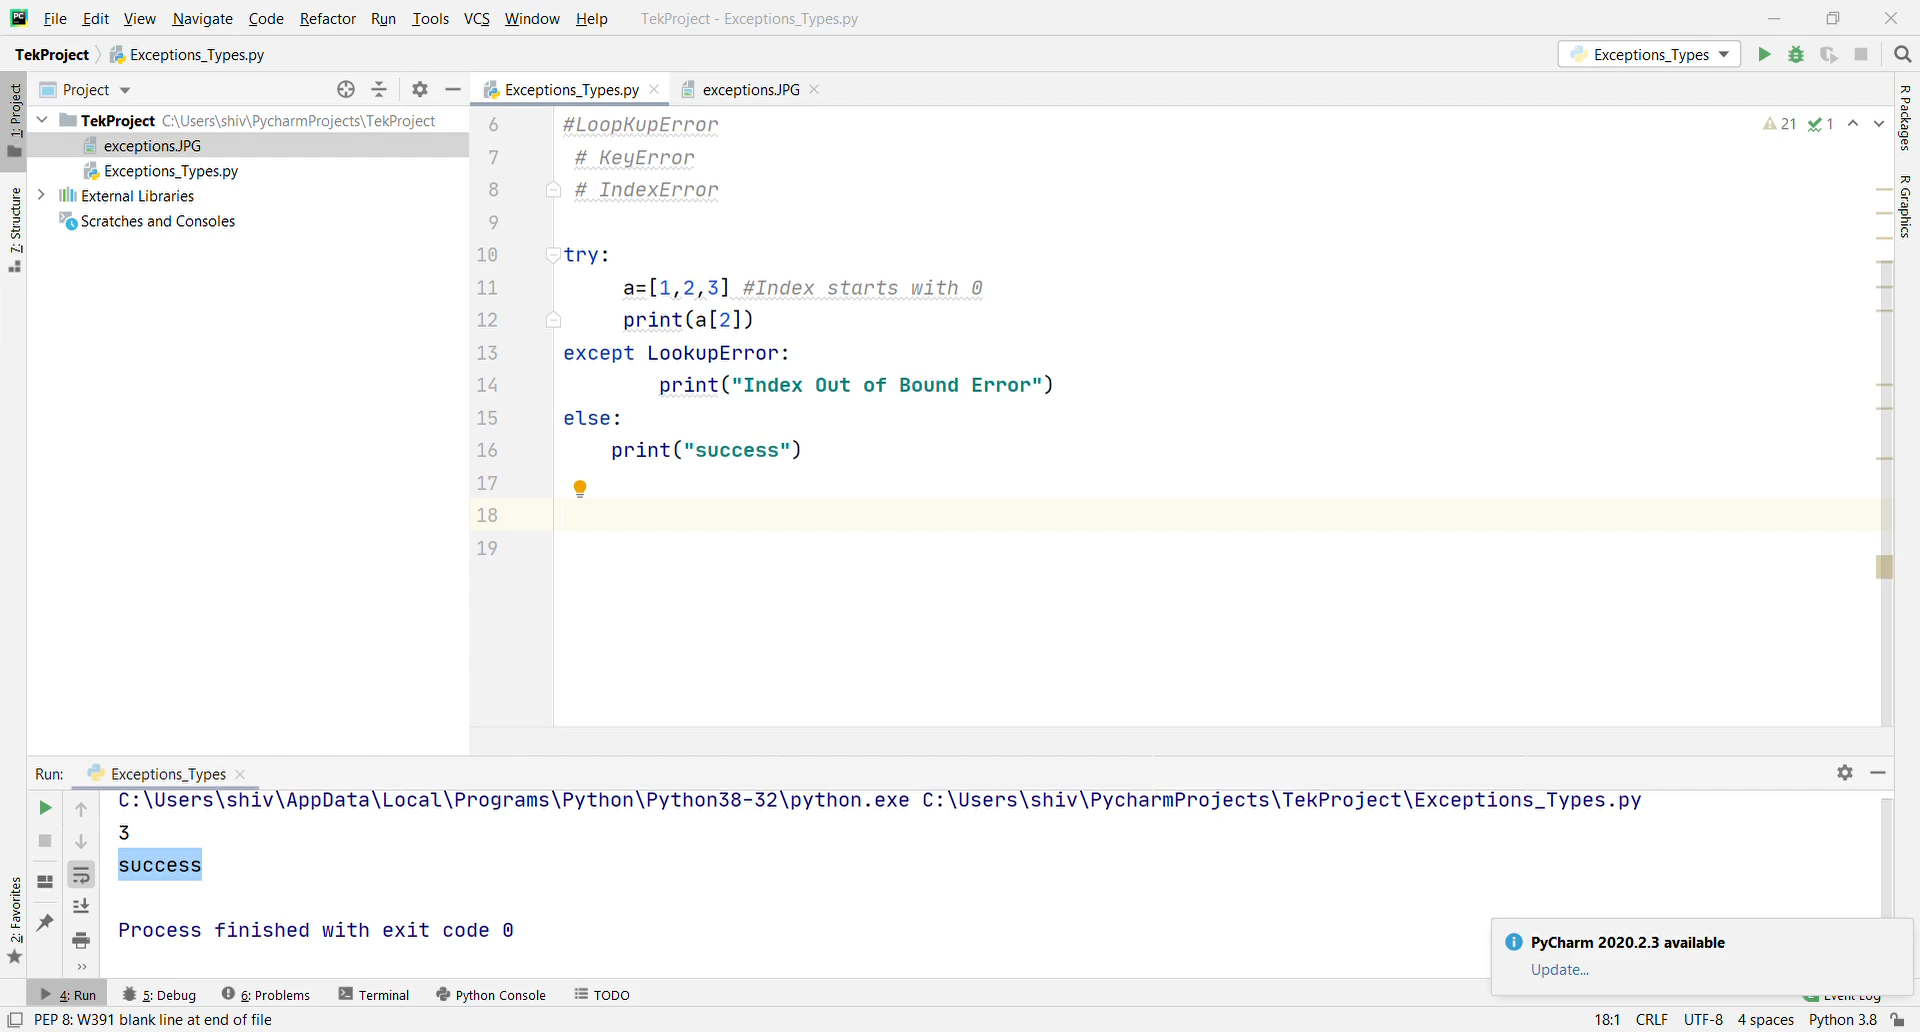 File Edit View Navigate Code Refactor Run Tools VCS Window Help TekProject - Exceptions_Types.py
TekProject Exceptions_Types.py Exceptions_Types
1: Project
Project
Exceptions_Types.py
exceptions.JPG
TekProject C:\Users\shiv\PycharmProjects\TekProject
exceptions.JPG
Exceptions_Types.py
External Libraries
Scratches and Consoles
7: Structure
2: Favorites
R Packages
R Graphics
21 1
6 #LoopKupError
7 # KeyError
8 # IndexError
9
10 try:
11 a=[1,2,3] #Index starts with 0
12 print(a[2])
13 except LookupError:
14 print("Index Out of Bound Error")
15 else:
16 print("success")
17
18
19
Run: Exceptions_Types
C:\Users\shiv\AppData\Local\Programs\Python\Python38-32\python.exe C:\Users\shiv\PycharmProjects\TekProject\Exceptions_Types.py
3
success
Process finished with exit code 0
PyCharm 2020.2.3 available
Update...
4: Run 5: Debug 6: Problems Terminal Python Console TODO Event Log
PEP 8: W391 blank line at end of file 18:1 CRLF UTF-8 4 spaces Python 3.8